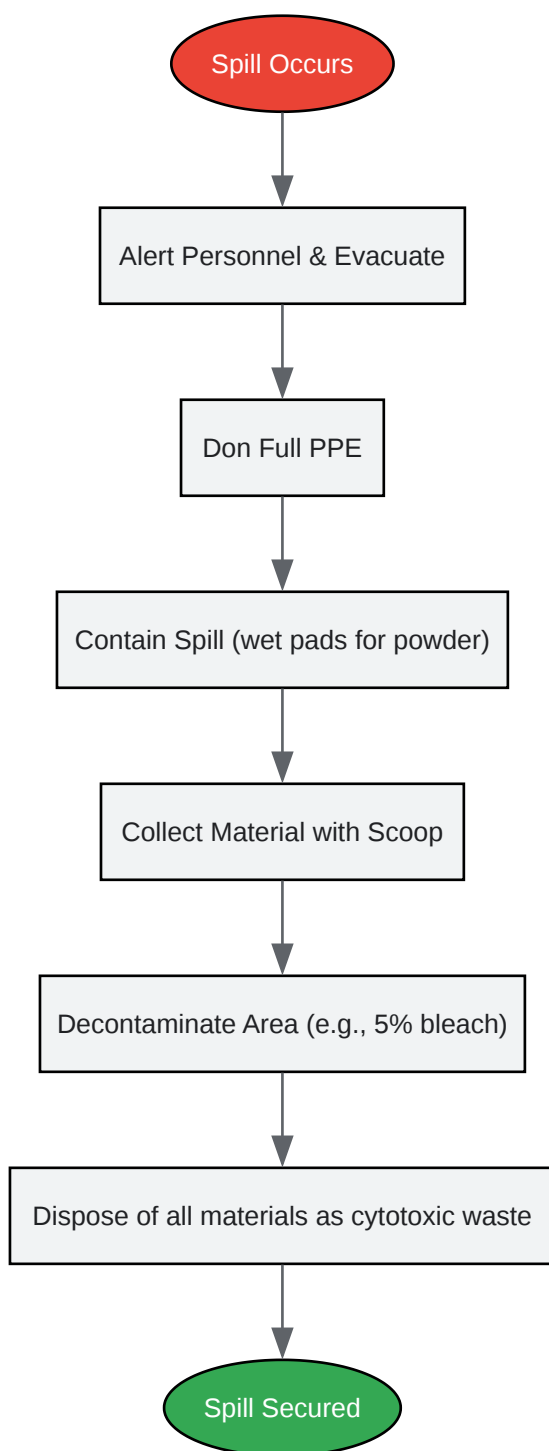 Spill Occurs
Alert Personnel & Evacuate
Don Full PPE
Contain Spill (wet pads for powder)
Collect Material with Scoop
Decontaminate Area (e.g., 5% bleach)
Dispose of all materials as cytotoxic waste
Spill Secured